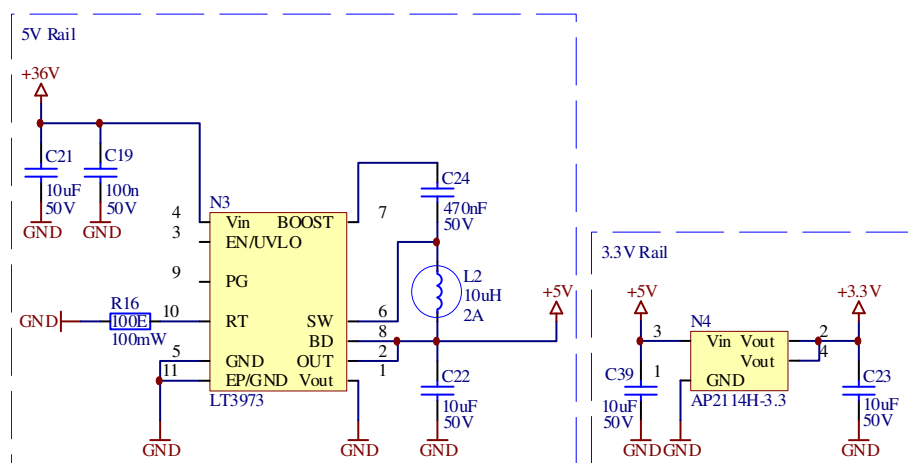 5V Rail
+36V
C21
10uF
50V
GND
C19
100n
50V
GND
N3
4
3
9
10
5
11
Vin
EN/UVLO
PG
RT
GND
EP/GND
BOOST
SW
BD
OUT
Vout
7
6
8
2
1
LT3973
GND
R16
100E
100mW
GND
GND
C24
470nF
50V
L2
10uH
2A
+5V
C22
10uF
50V
GND
3.3V Rail
+5V
C39
10uF
50V
GND
3
1
N4
Vin
Vout
Vout
GND
AP2114H-3.3
2
4
GND
+3.3V
C23
10uF
50V
GND